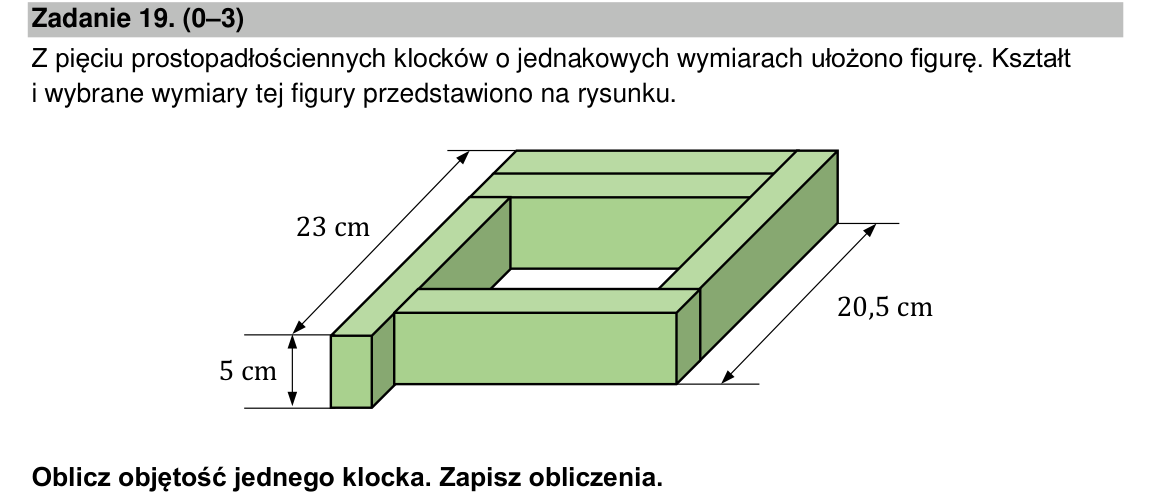 Zadanie 19. (0–3)
Z pięciu prostopadłościennych klocków o jednakowych wymiarach ułożono figurę. Kształt
i wybrane wymiary tej figury przedstawiono na rysunku.
23 cm
20,5 cm
5 cm
Oblicz objętość jednego klocka. Zapisz obliczenia.